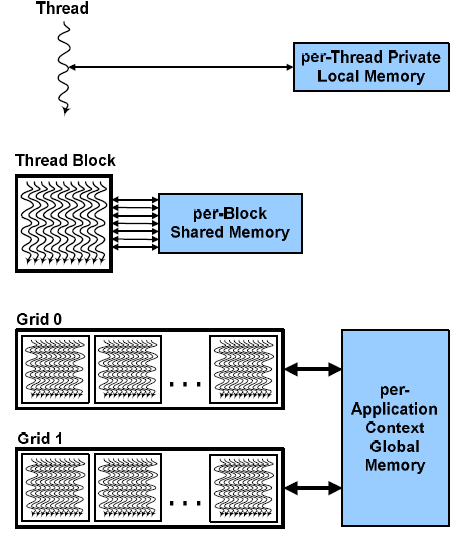 Thread
per-Thread Private
Local Memory
Thread Block
per-Block
Shared Memory
Grid 0
...
per-
Application
Context
Global
Memory
Grid 1
...